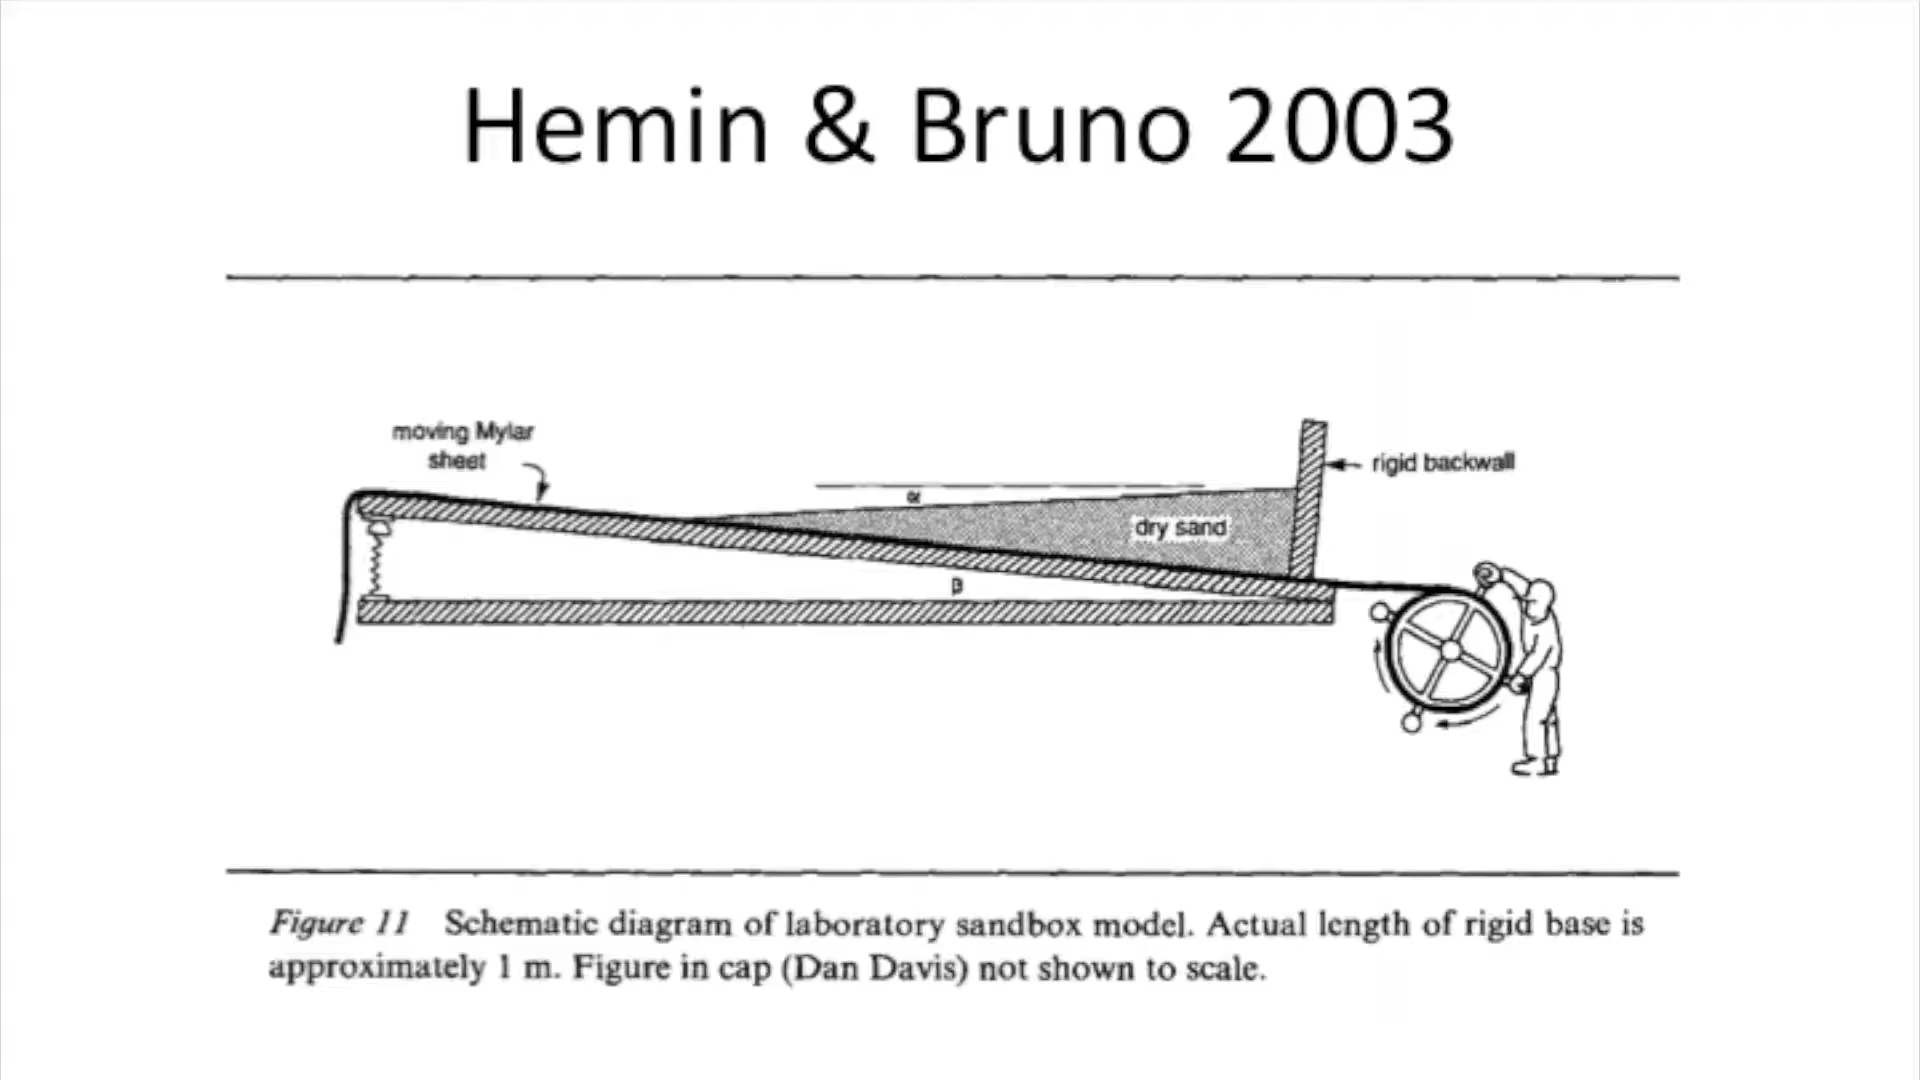 Hemin & Bruno 2003
moving Mylar
sheet
rigid backwall
α
dry sand
β
Figure 11 Schematic diagram of laboratory sandbox model. Actual length of rigid base is
approximately 1 m. Figure in cap (Dan Davis) not shown to scale.